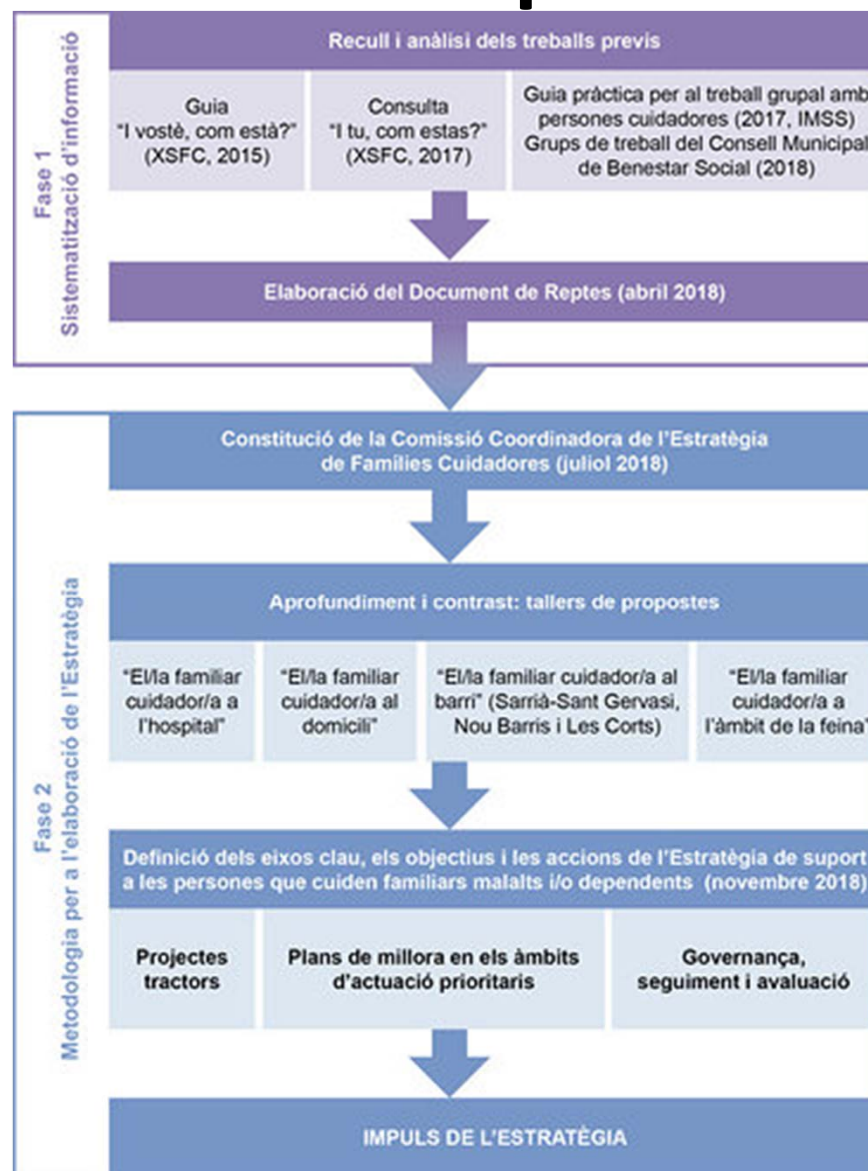 Fase 1
Sistematització d'informació
Recull i anàlisi dels treballs previs
Guia
"I vostè, com està?"
(XSFC, 2015)
Consulta
"I tu, com estas?"
(XSFC, 2017)
Guia pràctica per al treball grupal amb
persones cuidadores (2017, IMSS)
Grups de treball del Consell Municipal
de Benestar Social (2018)
Elaboració del Document de Reptes (abril 2018)
Fase 2
Metodologia per a l'elaboració de l'Estratègia
Constitució de la Comissió Coordinadora de l'Estratègia
de Famílies Cuidadores (juliol 2018)
Aprofundiment i contrast: tallers de propostes
"El/la familiar
cuidador/a a
l'hospital"
"El/la familiar
cuidador/a al
domicili"
"El/la familiar cuidador/a al
barri" (Sarrià-Sant Gervasi,
Nou Barris i Les Corts)
"El/la familiar
cuidador/a a
l'àmbit de la feina"
Definició dels eixos clau, els objectius i les accions de l'Estratègia de suport
a les persones que cuiden familiars malalts i/o dependents (novembre 2018)
Projectes
tractors
Plans de millora en els àmbits
d'actuació prioritaris
Governança,
seguiment i avaluació
IMPULS DE L'ESTRATÈGIA